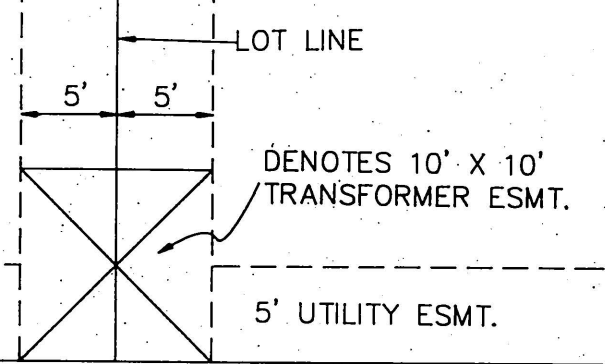 LOT LINE
5' 5'
DENOTES 10' X 10'
TRANSFORMER ESMT.
5' UTILITY ESMT.